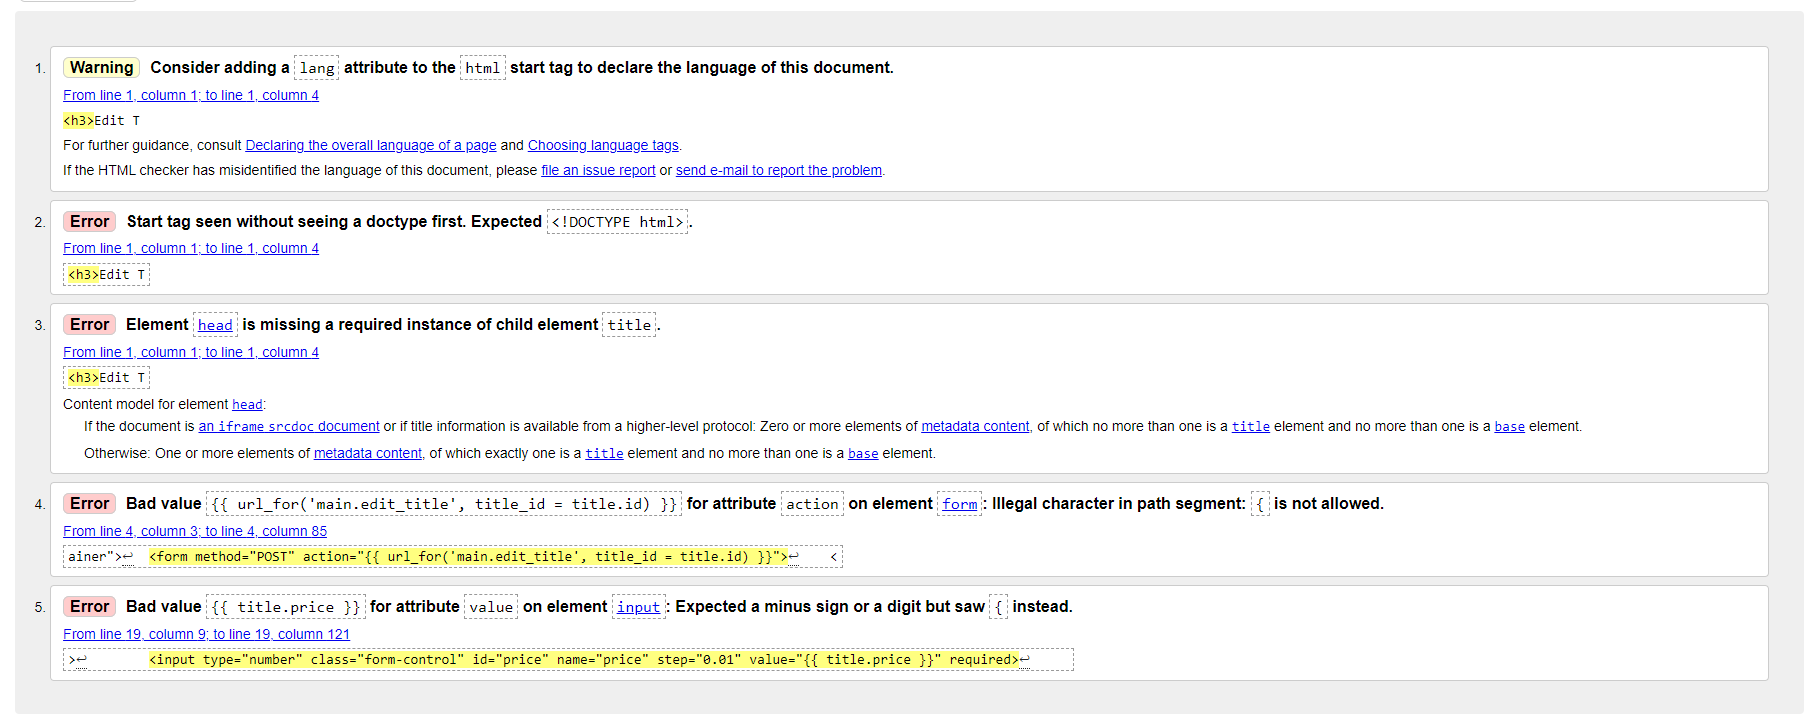 1. Warning Consider adding a lang attribute to the html start tag to declare the language of this document.
From line 1, column 1; to line 1, column 4
<h3>Edit T
For further guidance, consult Declaring the overall language of a page and Choosing language tags.
If the HTML checker has misidentified the language of this document, please file an issue report or send e-mail to report the problem.
2. Error Start tag seen without seeing a doctype first. Expected <!DOCTYPE html>.
From line 1, column 1; to line 1, column 4
<h3>Edit T
3. Error Element head is missing a required instance of child element title.
From line 1, column 1; to line 1, column 4
<h3>Edit T
Content model for element head:
If the document is an iframe srcdoc document or if title information is available from a higher-level protocol: Zero or more elements of metadata content, of which no more than one is a title element and no more than one is a base element.
Otherwise: One or more elements of metadata content, of which exactly one is a title element and no more than one is a base element.
4. Error Bad value {{ url_for('main.edit_title', title_id = title.id) }} for attribute action on element form: Illegal character in path segment: { is not allowed.
From line 4, column 3; to line 4, column 85
ainer">↩ <form method="POST" action="{{ url_for('main.edit_title', title_id = title.id) }}">↩ <
5. Error Bad value {{ title.price }} for attribute value on element input: Expected a minus sign or a digit but saw { instead.
From line 19, column 9; to line 19, column 121
>↩ <input type="number" class="form-control" id="price" name="price" step="0.01" value="{{ title.price }}" required>↩